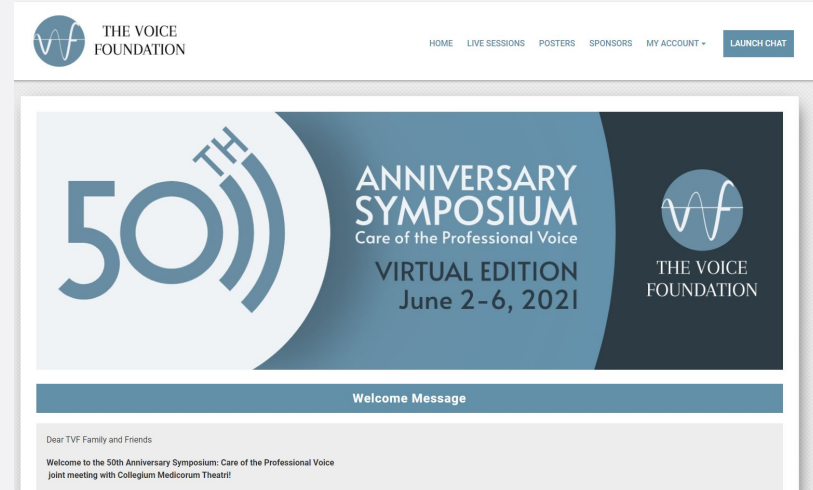 THE VOICE
FOUNDATION
HOME LIVE SESSIONS POSTERS SPONSORS MY ACCOUNT LAUNCH CHAT
50TH
ANNIVERSARY
SYMPOSIUM
Care of the Professional Voice
VIRTUAL EDITION
June 2-6, 2021
THE VOICE
FOUNDATION
Welcome Message
Dear TVF Family and Friends
Welcome to the 50th Anniversary Symposium: Care of the Professional Voice
joint meeting with Collegium Medicorum Theatri!